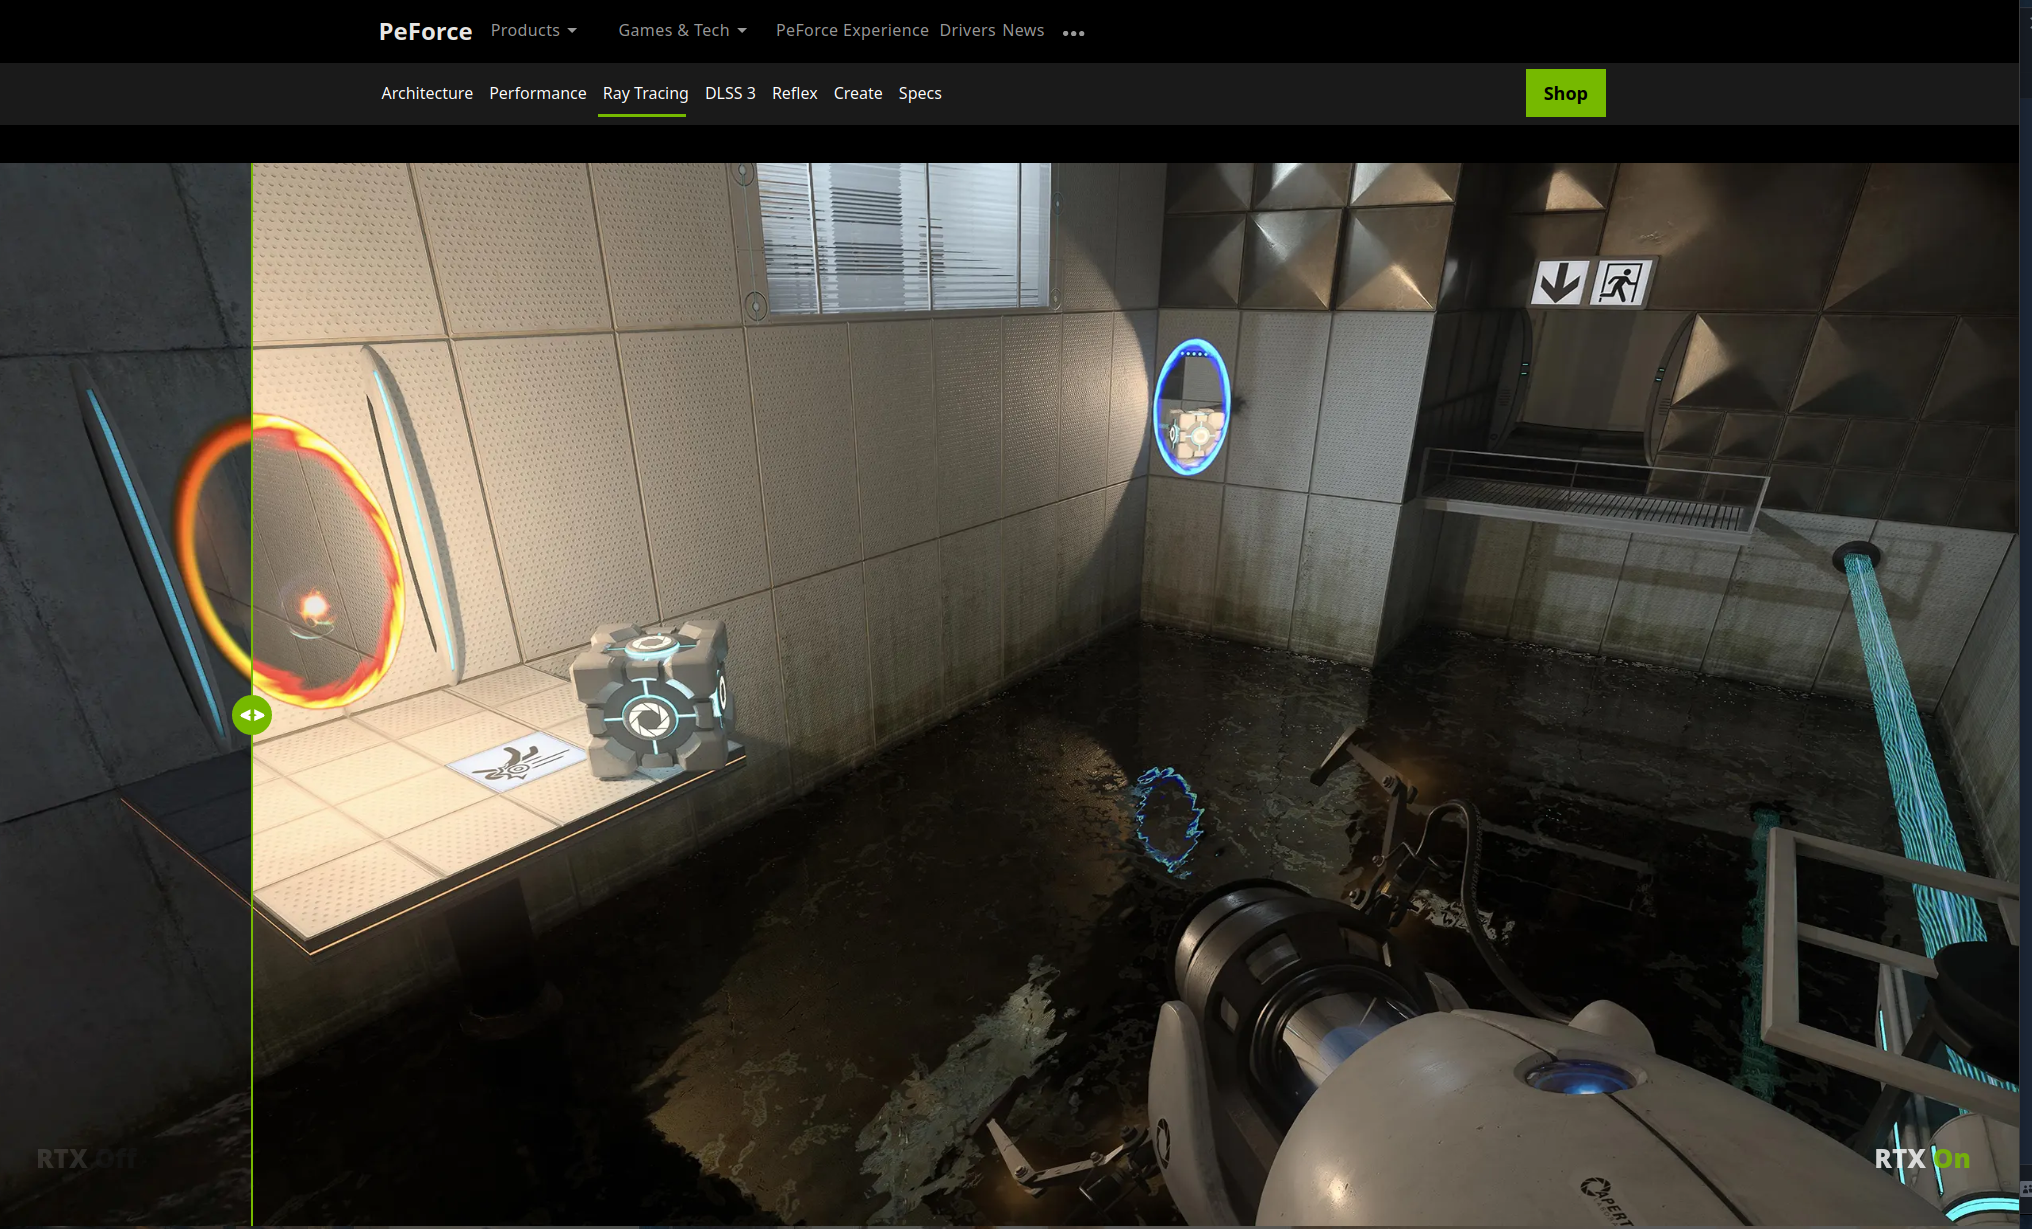 PeForce Products Games & Tech PeForce Experience Drivers News
Architecture Performance Ray Tracing DLSS 3 Reflex Create Specs Shop
RTX Off
RTX On
APERT